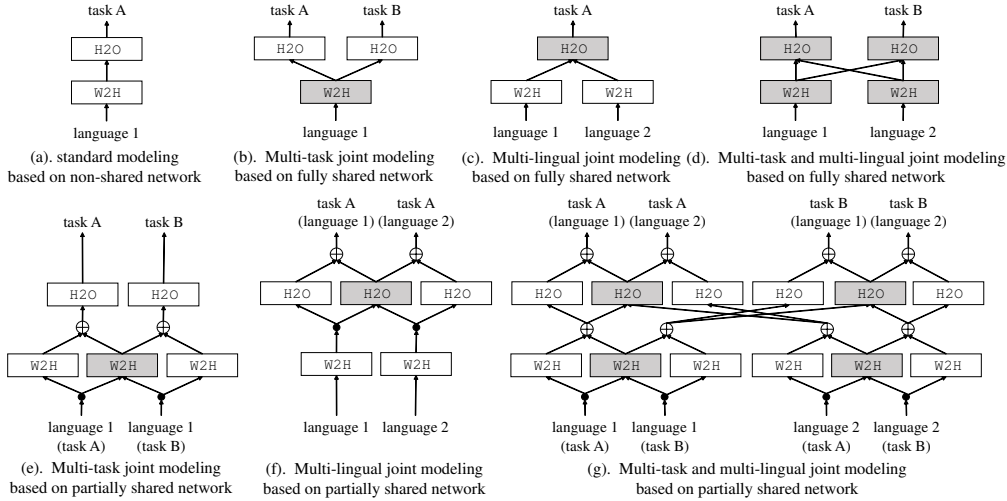 task A
H2O
W2H
language 1
(a). standard modeling
based on non-shared network
task A task B
H2O H2O
W2H
language 1
(b). Multi-task joint modeling
based on fully shared network
task A
H2O
W2H W2H
language 1 language 2
(c). Multi-lingual joint modeling
based on fully shared network
task A task B
H2O H2O
W2H W2H
language 1 language 2
(d). Multi-task and multi-lingual joint modeling
based on fully shared network
task A task B
H2O H2O
W2H W2H W2H
language 1 language 1
(task A) (task B)
(e). Multi-task joint modeling
based on partially shared network
task A task A
(language 1) (language 2)
H2O H2O H2O
W2H W2H
language 1 language 2
(f). Multi-lingual joint modeling
based on partially shared network
task A task A task B task B
(language 1) (language 2) (language 1) (language 2)
H2O H2O H2O H2O H2O H2O
W2H W2H W2H W2H W2H W2H
language 1 language 1 language 2 language 2
(task A) (task B) (task A) (task B)
(g). Multi-task and multi-lingual joint modeling
based on partially shared network